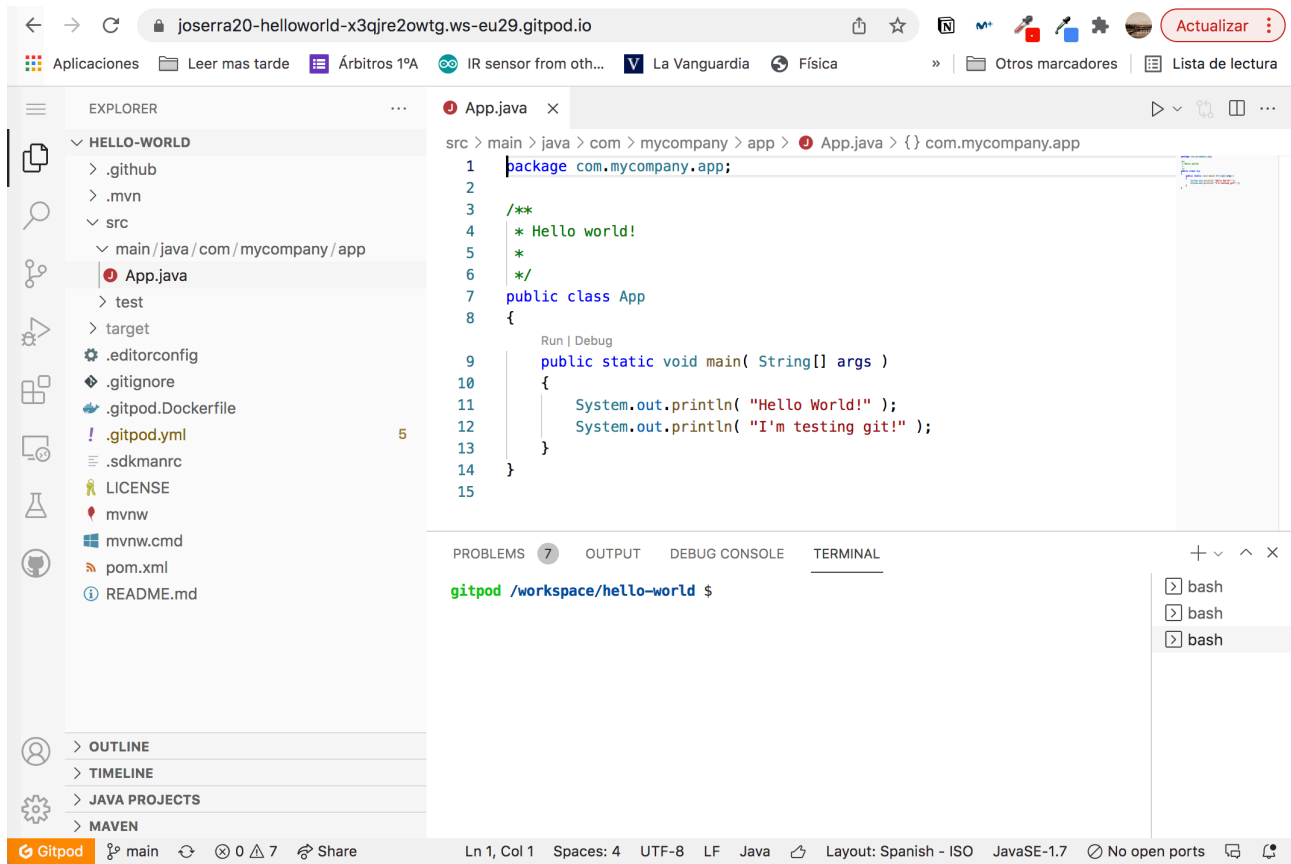 joserra20-helloworld-x3qjre2owtg.ws-eu29.gitpod.io
Actualizar
Aplicaciones Leer mas tarde Árbitros 1ªA IR sensor from oth... La Vanguardia Física » Otros marcadores Lista de lectura
EXPLORER
HELLO-WORLD
.github
.mvn
src
main/java/com/mycompany/app
App.java
test
target
.editorconfig
.gitignore
.gitpod.Dockerfile
! .gitpod.yml 5
.sdkmanrc
LICENSE
mvnw
mvnw.cmd
pom.xml
README.md
OUTLINE
TIMELINE
JAVA PROJECTS
MAVEN
App.java
src > main > java > com > mycompany > app > App.java > {} com.mycompany.app
1 package com.mycompany.app;
2
3 /**
4 * Hello world!
5 *
6 */
7 public class App
8 {
Run | Debug
9 public static void main( String[] args )
10 {
11 System.out.println( "Hello World!" );
12 System.out.println( "I'm testing git!" );
13 }
14 }
15
PROBLEMS 7 OUTPUT DEBUG CONSOLE TERMINAL
gitpod /workspace/hello-world $
bash
bash
bash
Gitpod main 0 7 Share Ln 1, Col 1 Spaces: 4 UTF-8 LF Java Layout: Spanish - ISO JavaSE-1.7 No open ports